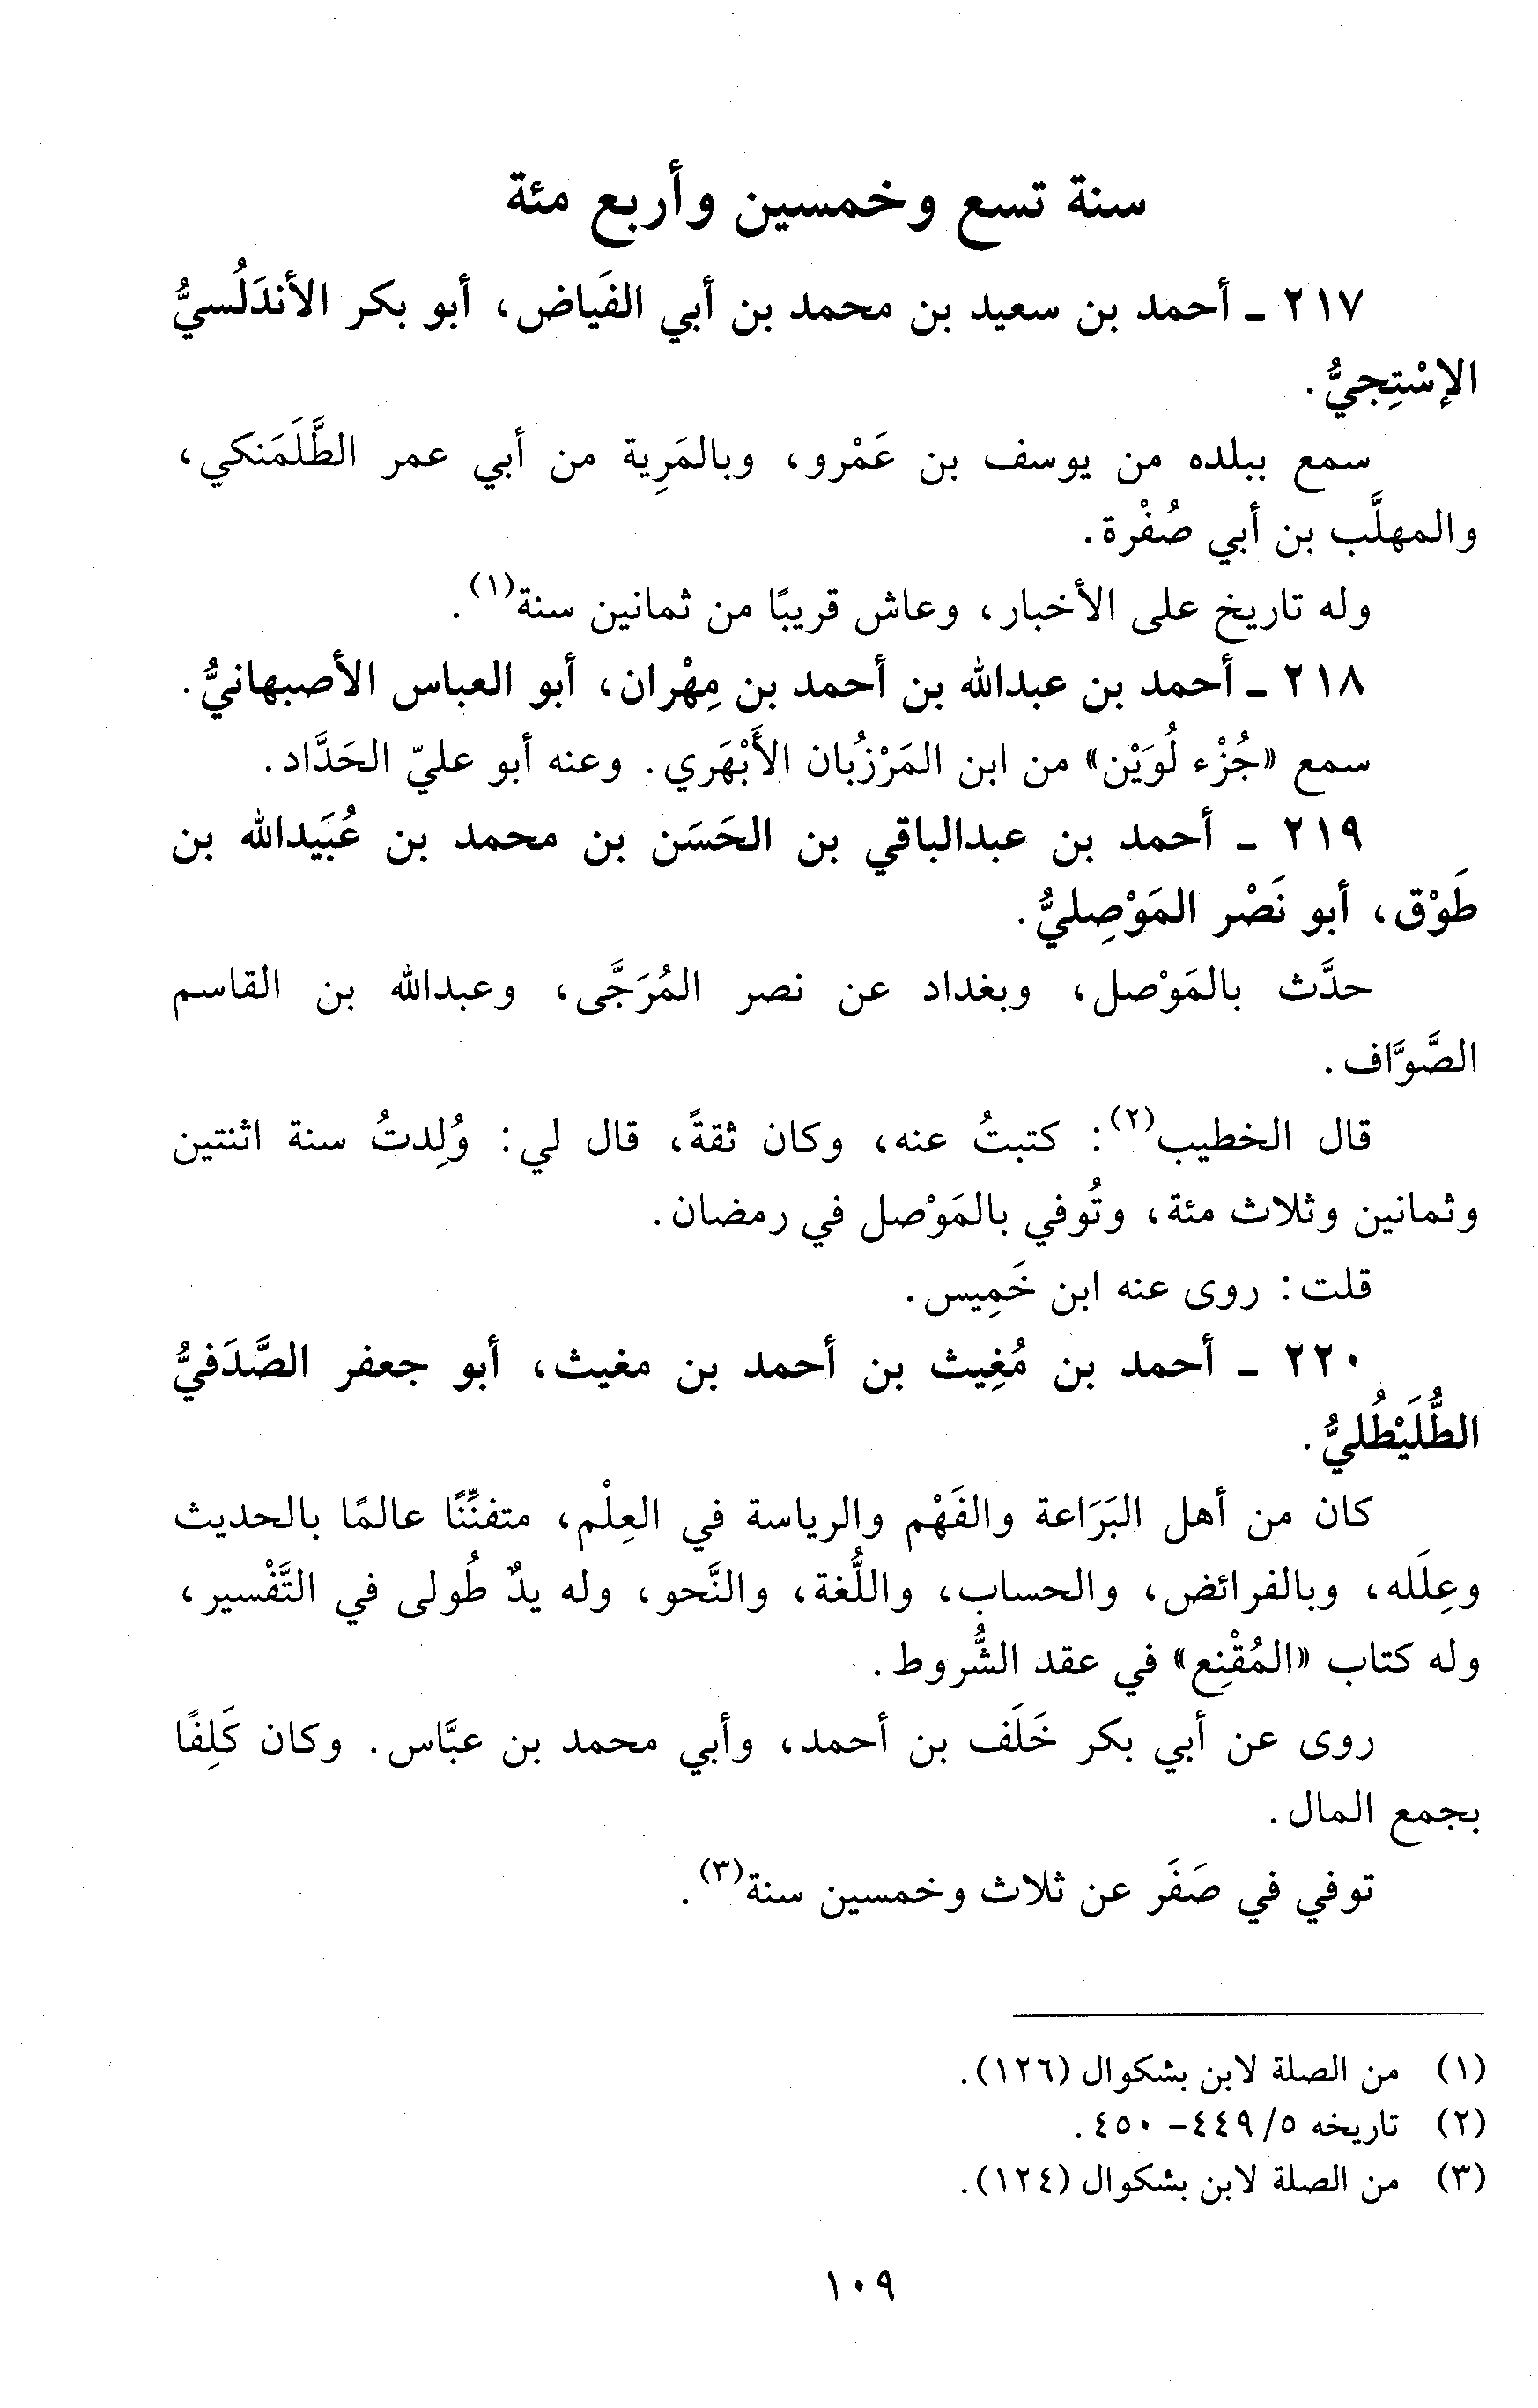 سنة تسع وخمسين وأربع مئة
٢١٧ - أحمد بن سعيد بن محمد بن أبي الفَياض، أبو بكر الأندَلُسيُّ
الإسْتِجيُّ.
سمع ببلده من يوسف بن عَمْرو، وبالمَرِية من أبي عمر الطَّلَمَنكي،
والمهلَّب بن أبي صُفْرة.
وله تاريخ على الأخبار، وعاش قريبًا من ثمانين سنة(١).
٢١٨ - أحمد بن عبدالله بن أحمد بن مِهْران، أبو العباس الأصبهانيُّ.
سمع «جُزْء لُوَيْن» من ابن المَرْزُبان الأَبْهَري. وعنه أبو عليّ الحَدَّاد.
٢١٩ - أحمد بن عبدالباقي بن الحَسَن بن محمد بن عُبَيدالله بن
طَوْق، أبو نَصْر المَوْصِليُّ.
حدَّث بالمَوْصل، وبغداد عن نصر المُرَجَّى، وعبدالله بن القاسم
الصَّوَّاف.
قال الخطيب(٢): كتبتُ عنه، وكان ثقةً، قال لي: وُلِدتُ سنة اثنتين
وثمانين وثلاث مئة، وتُوفي بالمَوْصل في رمضان.
قلت: روى عنه ابن خَمِيس.
٢٢٠ - أحمد بن مُغِيث بن أحمد بن مغيث، أبو جعفر الصَّدَفيُّ
الطُّلَيْطُليُّ.
كان من أهل البَرَاعة والفَهْم والرياسة في العِلْم، متفنِّنًا عالمًا بالحديث
وعِلَله، وبالفرائض، والحساب، واللُّغة، والنَّحو، وله يدٌ طُولى في التَّفْسير،
وله كتاب «المُقْنِع» في عقد الشُّروط.
روى عن أبي بكر خَلَف بن أحمد، وأبي محمد بن عبَّاس. وكان كَلِفًا
بجمع المال.
توفي في صَفَر عن ثلاث وخمسين سنة(٣).
(١) من الصلة لابن بشكوال (١٢٦).
(٢) تاريخه ٥/ ٤٤٩- ٤٥٠.
(٣) من الصلة لابن بشكوال (١٢٤).
١٠٩